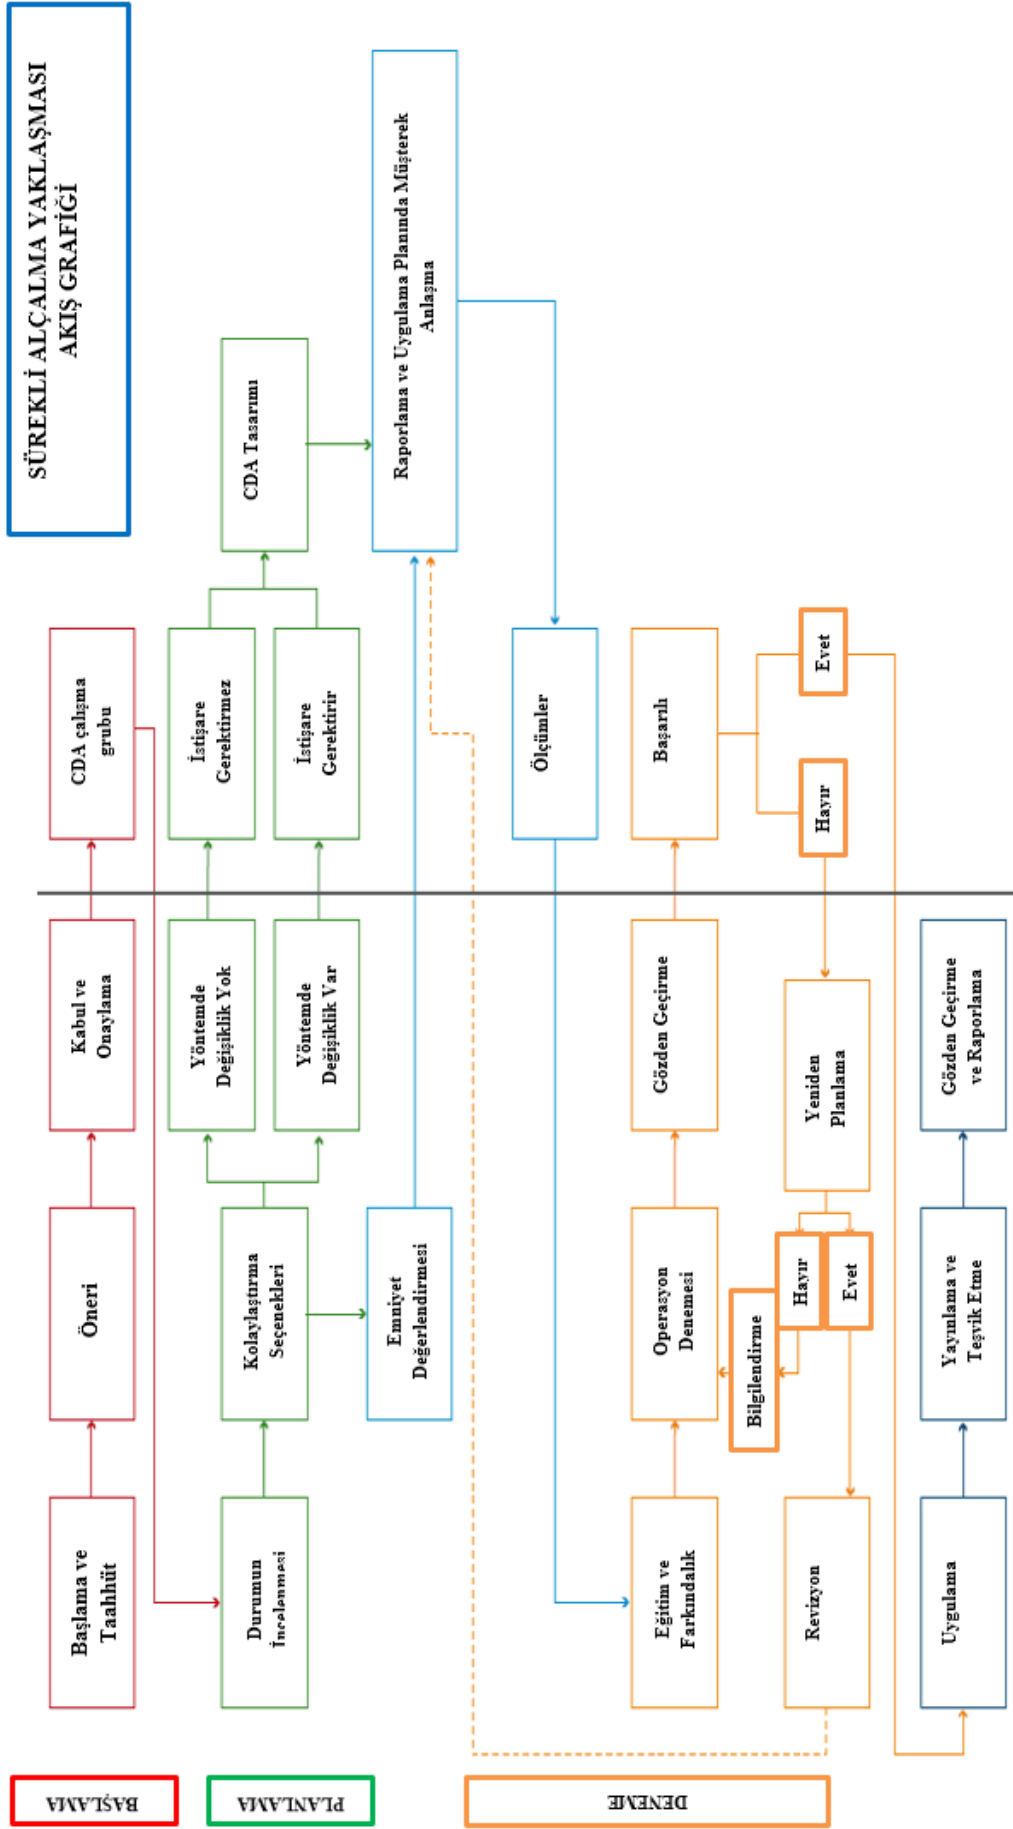 SÜREKLİ ALÇALMA YAKLAŞMASI
AKIŞ GRAFİĞİ
BAŞLAMA
Başlama ve
Taahhüt
Öneri
Kabul ve
Onaylama
CDA çalışma
grubu
PLANLAMA
Durumun
İncelenmesi
Kolaylaştırma
Seçenekleri
Yöntemde
Değişiklik Yok
İstişare
Gerektirmez
Yöntemde
Değişiklik Var
İstişare
Gerektirir
CDA Tasarımı
Emniyet
Değerlendirmesi
Raporlama ve Uygulama Planında Müşterek
Anlaşma
Ölçümler
DENEME
Eğitim ve
Farkındalık
Operasyon
Denemesi
Gözden Geçirme
Başarılı
Bilgilendirme
Hayır
Evet
Hayır
Evet
Revizyon
Yeniden
Planlama
Uygulama
Yayınlama ve
Teşvik Etme
Gözden Geçirme
ve Raporlama